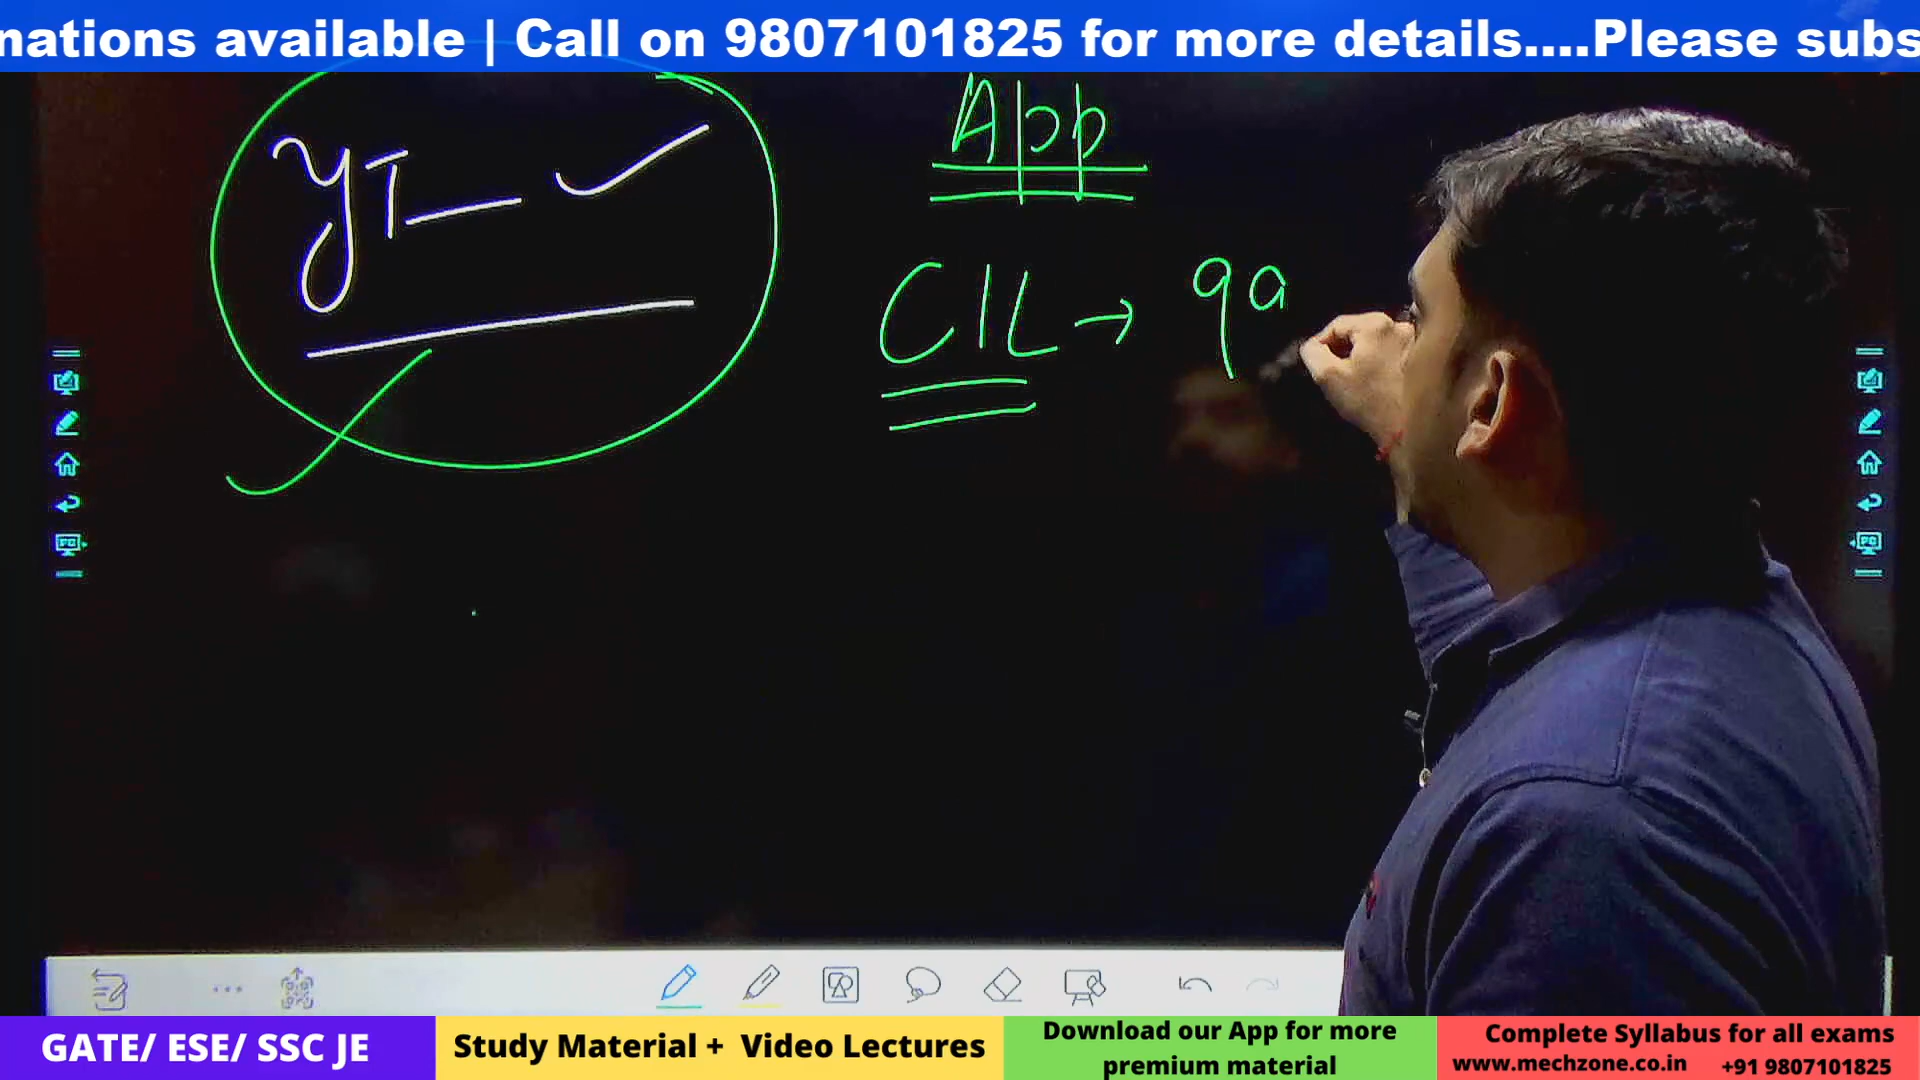 nations available | Call on 9807101825 for more details....Please subs
YT
App
CIL → 9a
GATE/ ESE/ SSC JE
Study Material + Video Lectures
Download our App for more
premium material
Complete Syllabus for all exams
www.mechzone.co.in +91 9807101825